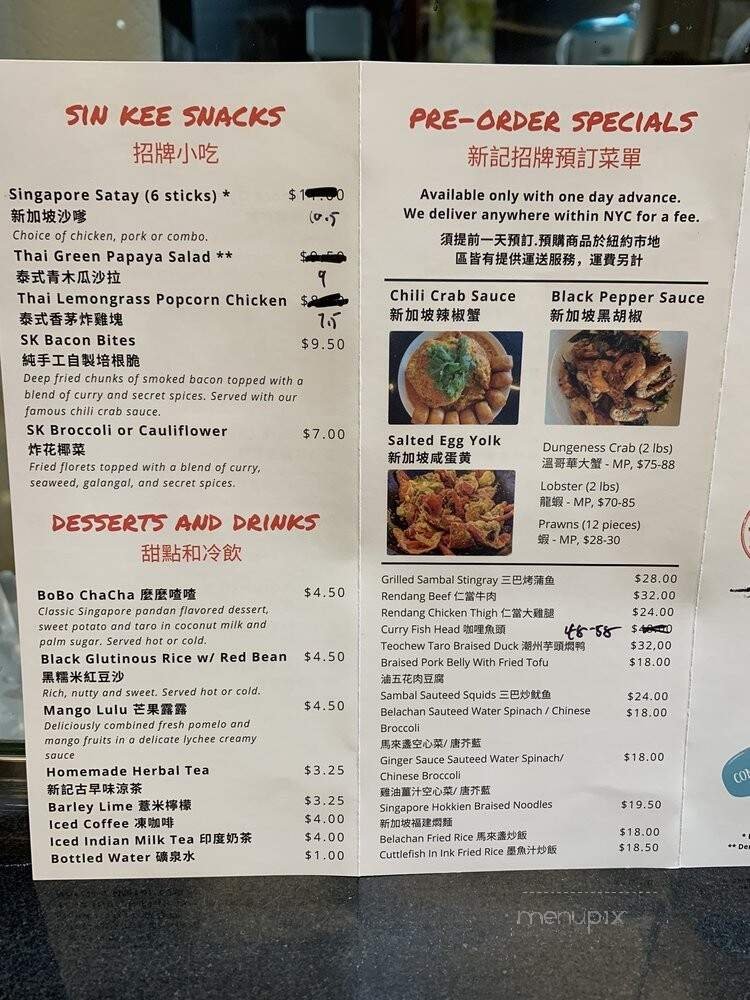 SIN KEE SNACKS
招牌小吃
Singapore Satay (6 sticks) *
10.5
新加坡沙嗲
Choice of chicken, pork or combo.
Thai Green Papaya Salad **
9
泰式青木瓜沙拉
Thai Lemongrass Popcorn Chicken
7.5
泰式香茅炸雞塊
SK Bacon Bites $9.50
純手工自製培根脆
Deep fried chunks of smoked bacon topped with a
blend of curry and secret spices. Served with our
famous chili crab sauce.
SK Broccoli or Cauliflower $7.00
炸花椰菜
Fried florets topped with a blend of curry,
seaweed, galangal, and secret spices.
DESSERTS AND DRINKS
甜點和冷飲
BoBo ChaCha 麼麼喳喳 $4.50
Classic Singapore pandan flavored dessert,
sweet potato and taro in coconut milk and
palm sugar. Served hot or cold.
Black Glutinous Rice w/ Red Bean $4.50
黑糯米紅豆沙
Rich, nutty and sweet. Served hot or cold.
Mango Lulu 芒果露露 $4.50
Deliciously combined fresh pomelo and
mango fruits in a delicate lychee creamy
sauce
Homemade Herbal Tea $3.25
新記古早味涼茶
Barley Lime 薏米檸檬 $3.25
Iced Coffee 凍咖啡 $4.00
Iced Indian Milk Tea 印度奶茶 $4.00
Bottled Water 礦泉水 $1.00
PRE-ORDER SPECIALS
新記招牌預訂菜單
Available only with one day advance.
We deliver anywhere within NYC for a fee.
須提前一天預訂.預購商品於紐約市地
區皆有提供運送服務，運費另計
Chili Crab Sauce
新加坡辣椒蟹
Black Pepper Sauce
新加坡黑胡椒
Salted Egg Yolk
新加坡咸蛋黄
Dungeness Crab (2 lbs)
溫哥華大蟹 - MP, $75-88
Lobster (2 lbs)
龍蝦 - MP, $70-85
Prawns (12 pieces)
蝦 - MP, $28-30
Grilled Sambal Stingray 三巴烤蒲魚 $28.00
Rendang Beef 仁當牛肉 $32.00
Rendang Chicken Thigh 仁當大雞腿 $24.00
Curry Fish Head 咖哩魚頭 48-58
Teochew Taro Braised Duck 潮州芋頭燜鴨 $32,00
Braised Pork Belly With Fried Tofu $18.00
滷五花肉豆腐
Sambal Sauteed Squids 三巴炒魷鱼 $24.00
Belachan Sauteed Water Spinach / Chinese $18.00
Broccoli
馬來盞空心菜/ 唐芥藍
Ginger Sauce Sauteed Water Spinach/ $18.00
Chinese Broccoli
雞油薑汁空心菜/ 唐芥藍
Singapore Hokkien Braised Noodles $19.50
新加坡福建燜麵
Belachan Fried Rice 馬來盞炒飯 $18.00
Cuttlefish In Ink Fried Rice 墨魚汁炒飯 $18.50
menupix